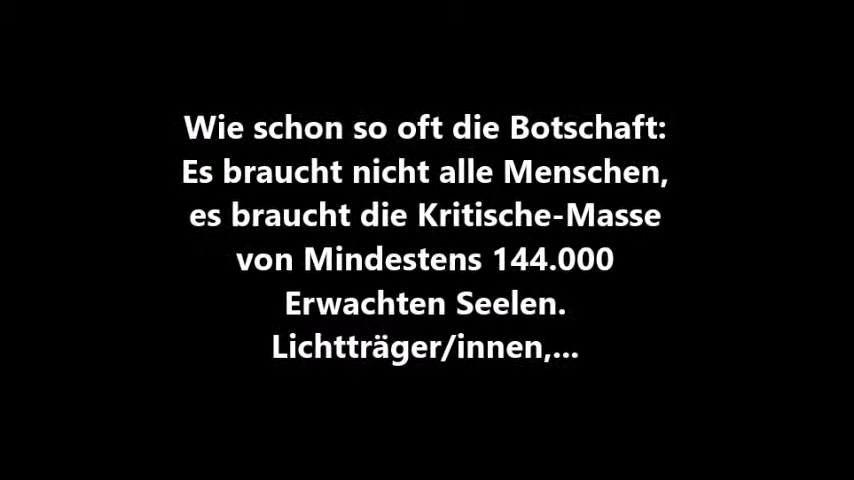 Wie schon so oft die Botschaft:
Es braucht nicht alle Menschen,
es braucht die Kritische-Masse
von Mindestens 144.000
Erwachten Seelen.
Lichtträger/innen,...